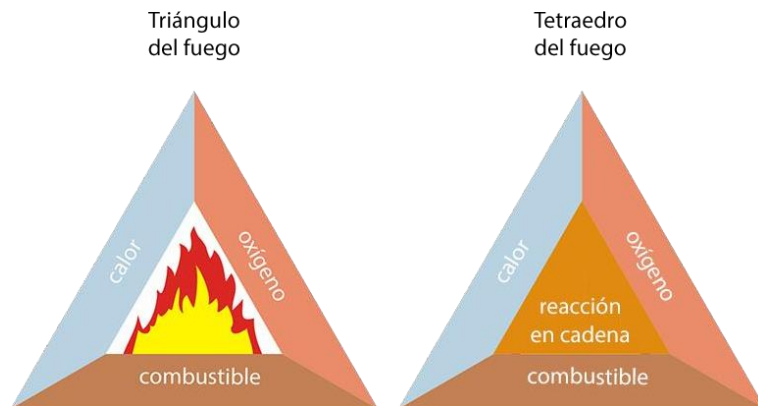 Triángulo
del fuego
calor
oxígeno
combustible
Tetraedro
del fuego
calor
oxígeno
reacción
en cadena
combustible